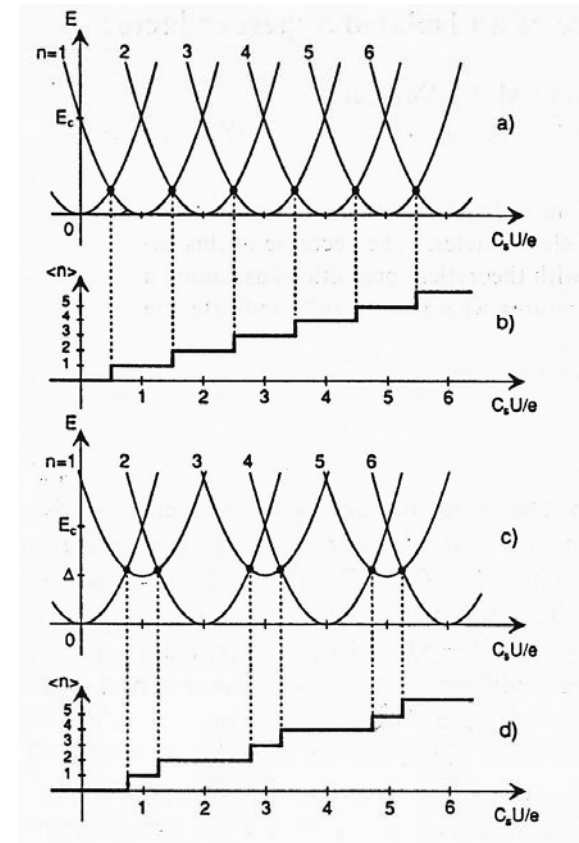 E
n=1 2 3 4 5 6
E_c
a)
0
C_sU/e
<n>
5
4
3
2
1
b)
1 2 3 4 5 6
C_sU/e
E
n=1 2 3 4 5 6
E_c
c)
Δ
0
C_sU/e
<n>
5
4
3
2
1
d)
1 2 3 4 5 6
C_sU/e